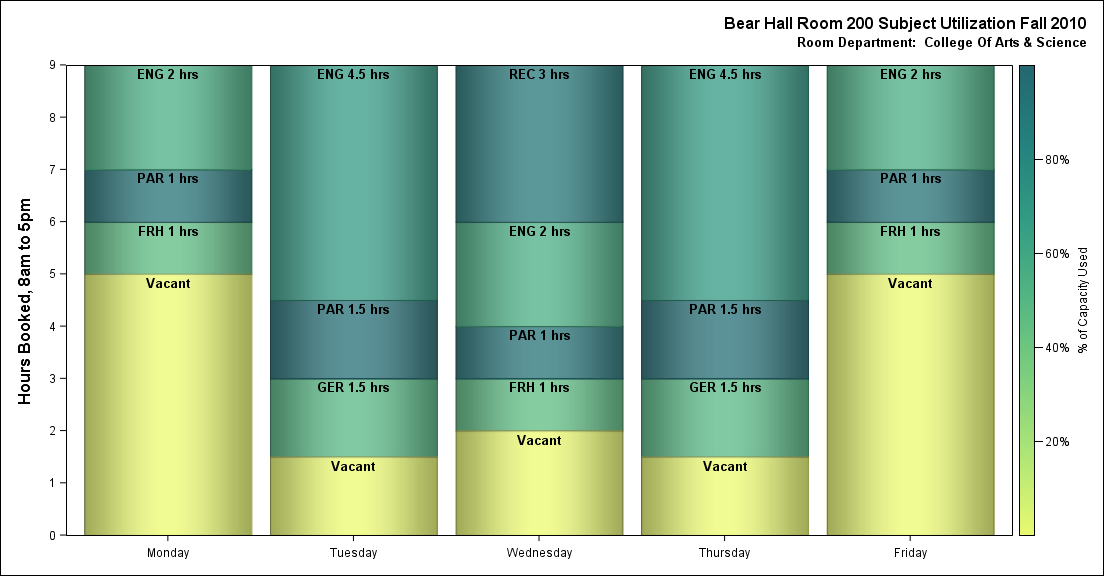 Bear Hall Room 200 Subject Utilization Fall 2010
Room Department:  College Of Arts & Science
Hours Booked, 8am to 5pm
9
8
7
6
5
4
3
2
1
0
ENG 2 hrs
PAR 1 hrs
FRH 1 hrs
Vacant
Monday
ENG 4.5 hrs
PAR 1.5 hrs
GER 1.5 hrs
Vacant
Tuesday
REC 3 hrs
ENG 2 hrs
PAR 1 hrs
FRH 1 hrs
Vacant
Wednesday
ENG 4.5 hrs
PAR 1.5 hrs
GER 1.5 hrs
Vacant
Thursday
ENG 2 hrs
PAR 1 hrs
FRH 1 hrs
Vacant
Friday
80%
60%
40%
20%
% of Capacity Used